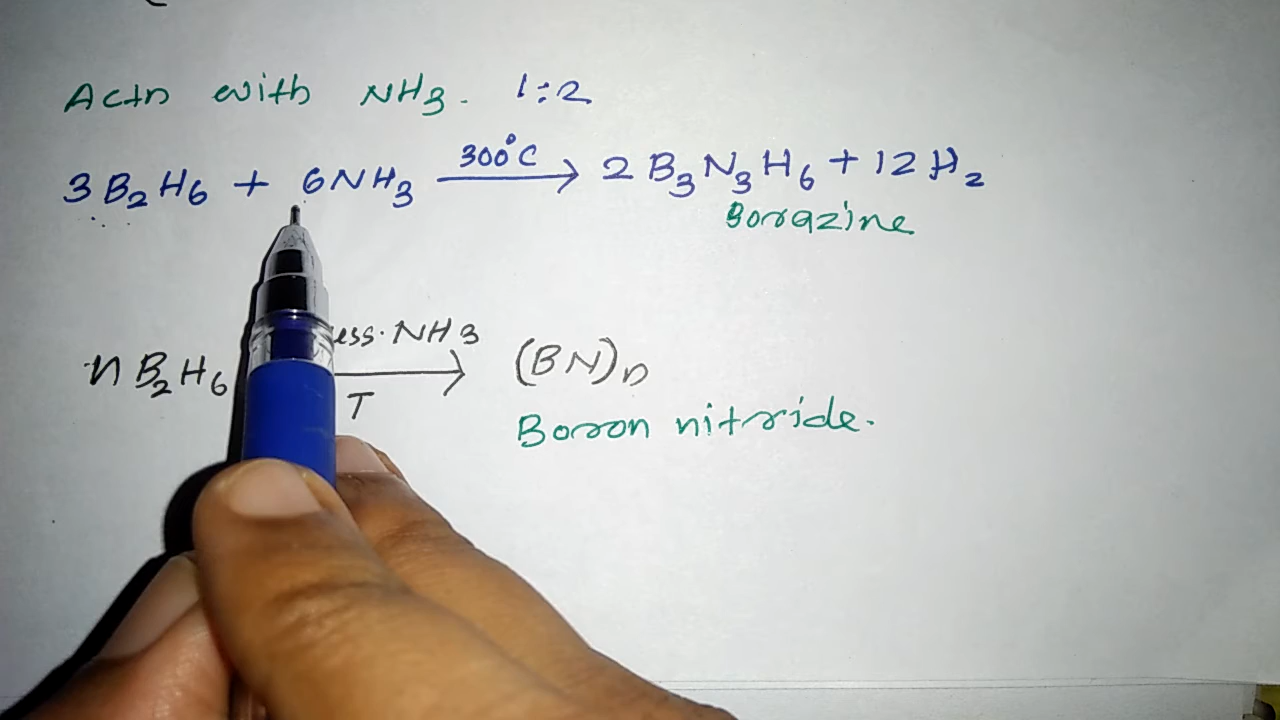 Actn with NH3. 1:2
3B2H6 + 6NH3 300°C → 2B3N3H6 + 12H2
Borazine
nB2H6 ess. NH3 → T (BN)n
Boron nitride.